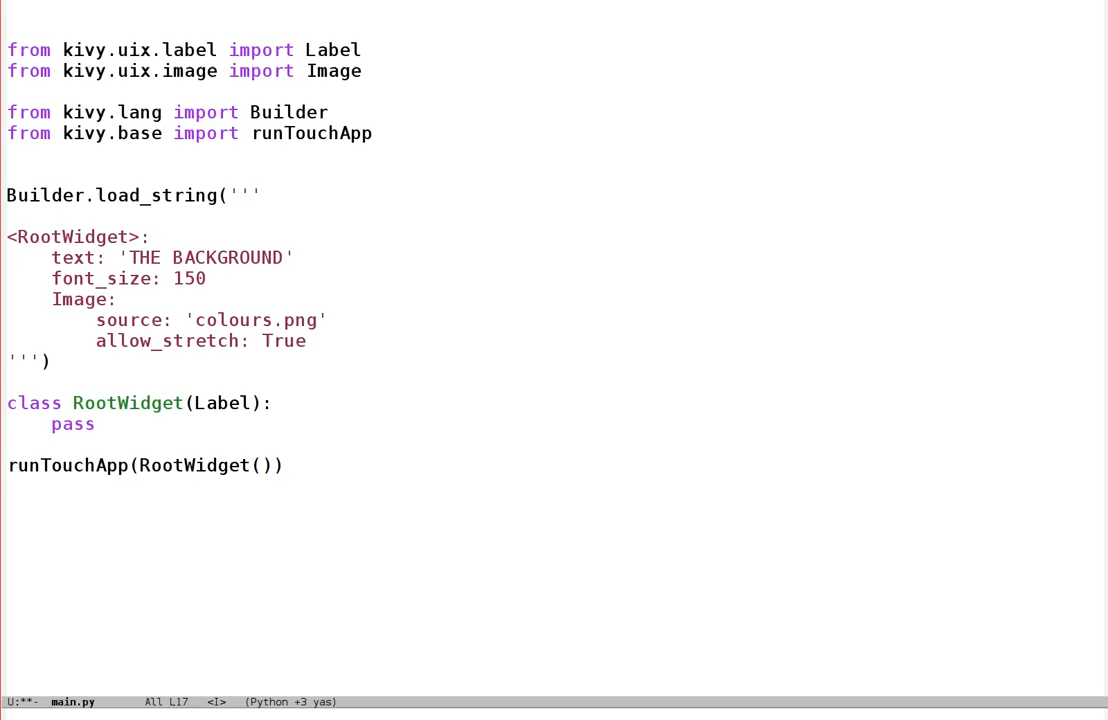 from kivy.uix.label import Label
from kivy.uix.image import Image
from kivy.lang import Builder
from kivy.base import runTouchApp
Builder.load_string('''
<RootWidget>:
    text: 'THE BACKGROUND'
    font_size: 150
    Image:
        source: 'colours.png'
        allow_stretch: True
''')
class RootWidget(Label):
    pass
runTouchApp(RootWidget())
U:**-  main.py      All L17   <I>   (Python +3 yas)